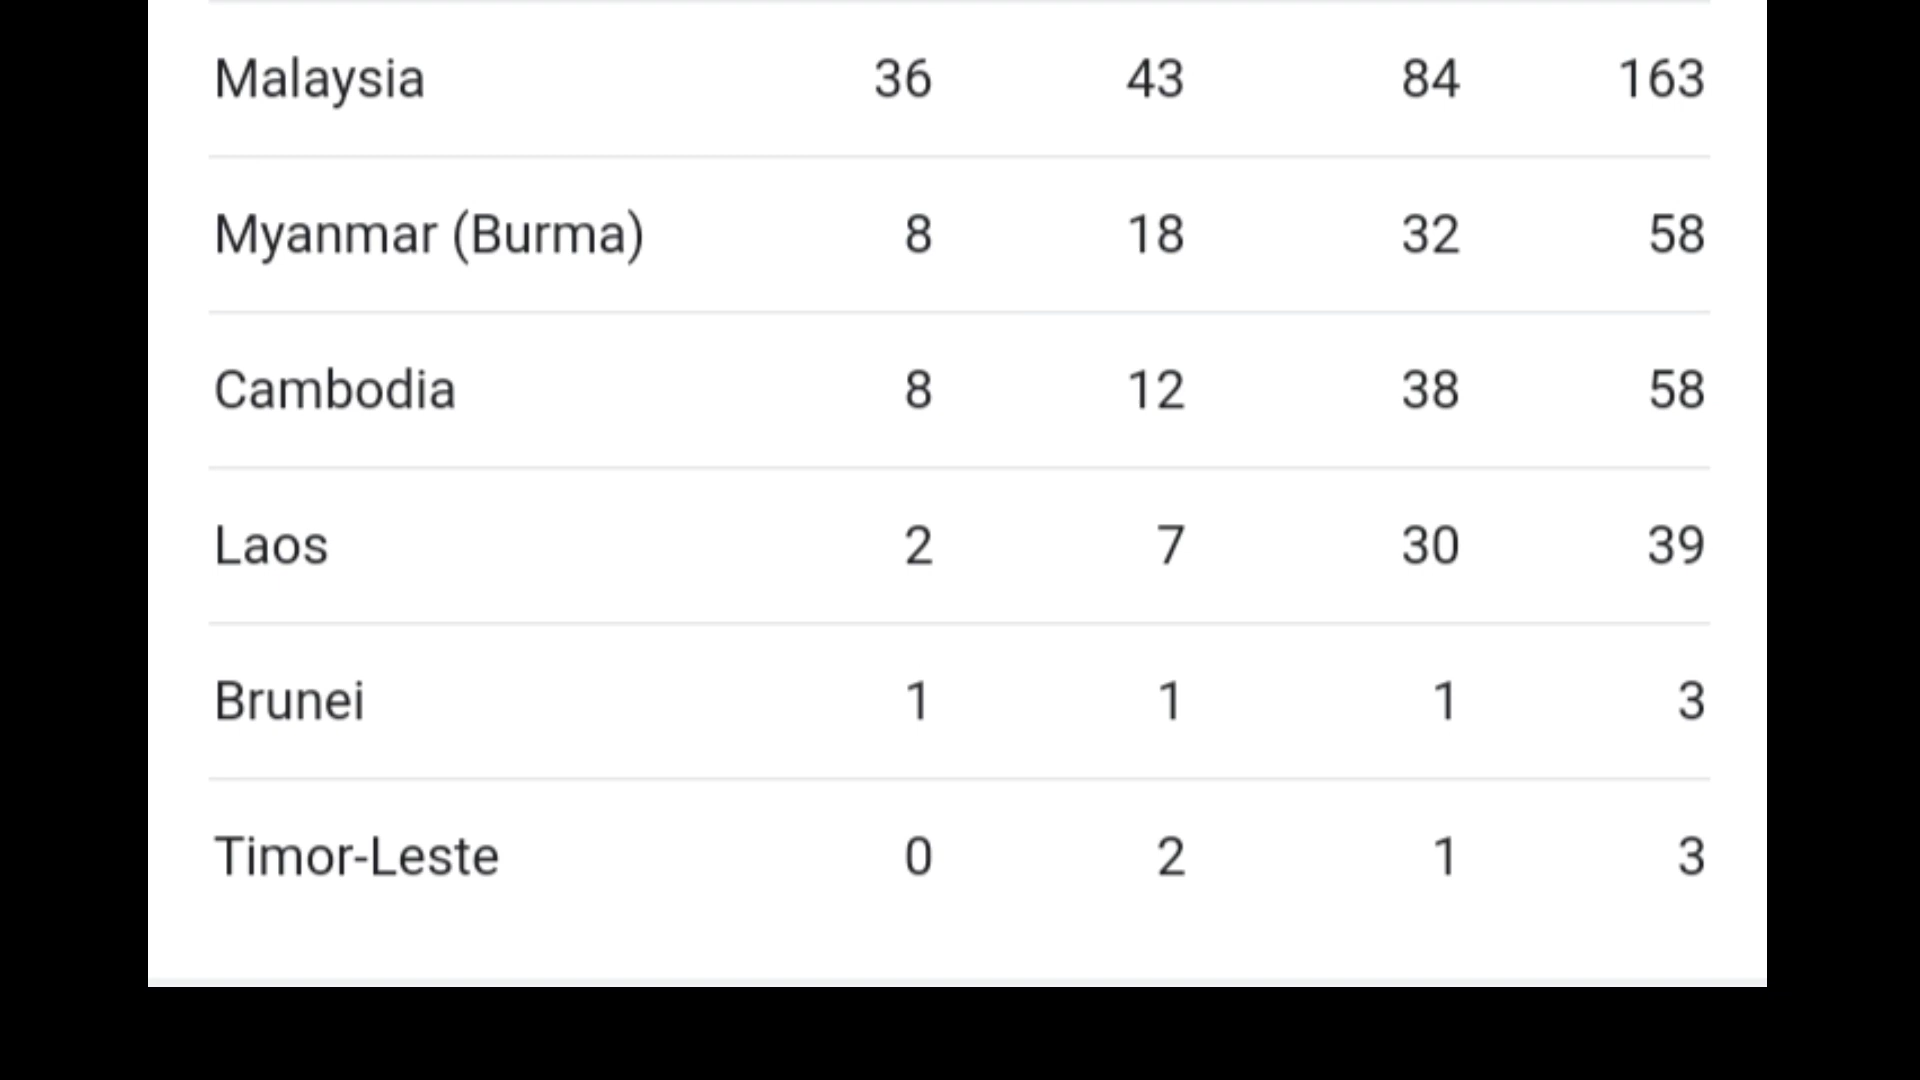 Malaysia 36 43 84 163
Myanmar (Burma) 8 18 32 58
Cambodia 8 12 38 58
Laos 2 7 30 39
Brunei 1 1 1 3
Timor-Leste 0 2 1 3